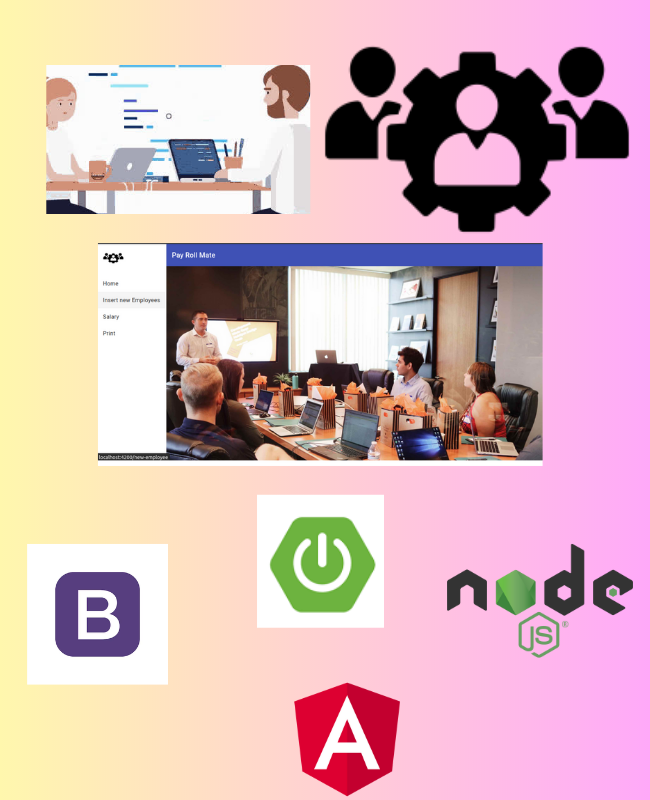 Pay Roll Mate
Home
Insert new Employees
Salary
Print
localhost:4200/new-employee
B
node
JS®
A